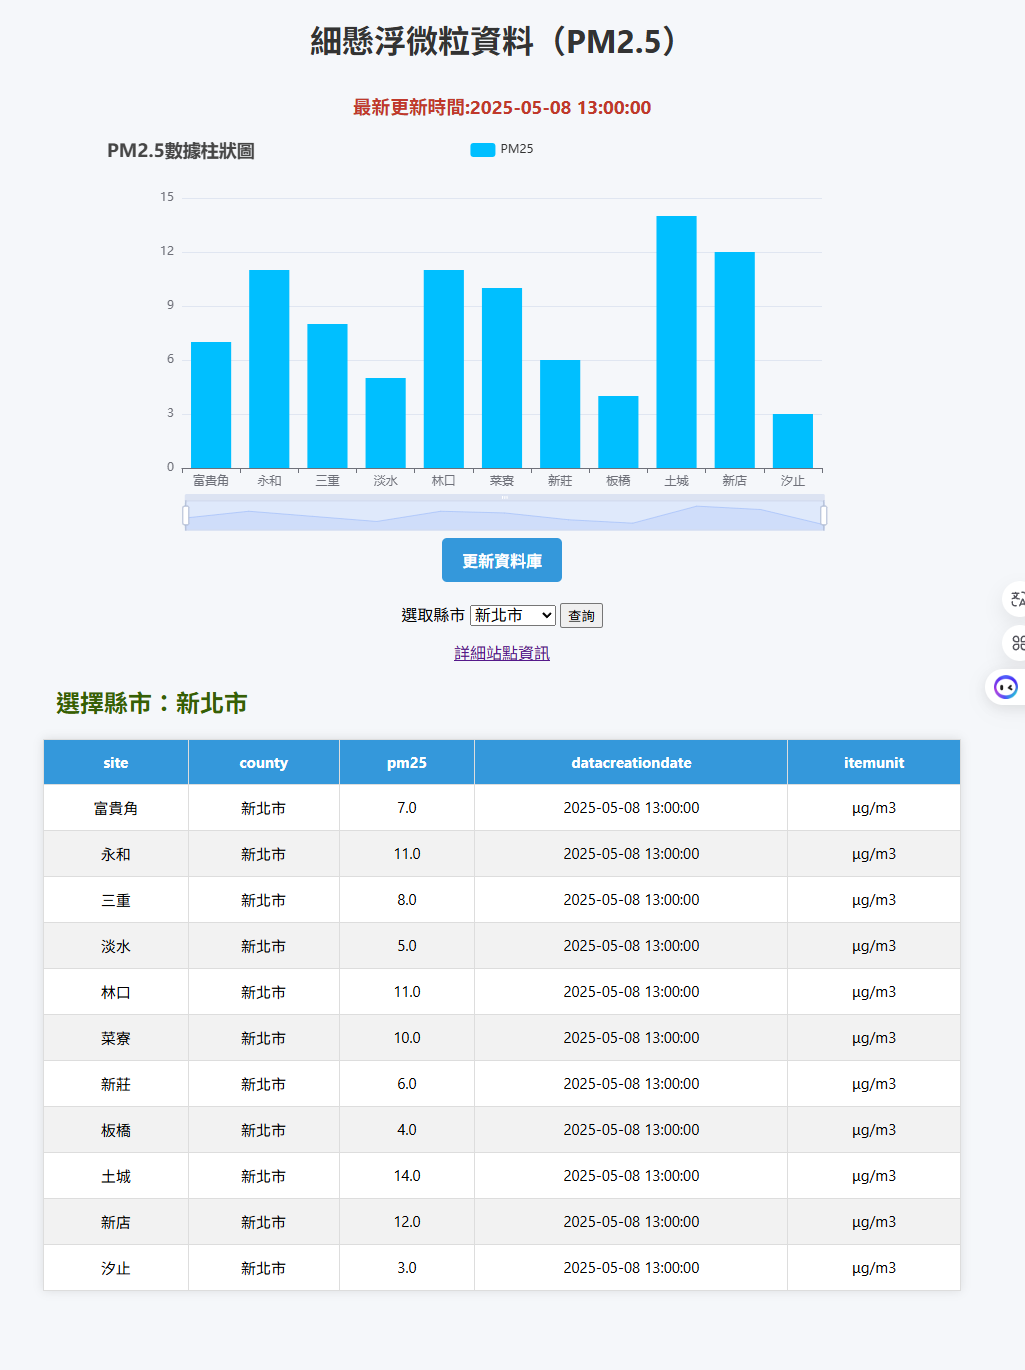 細懸浮微粒資料（PM2.5）
最新更新時間:2025-05-08 13:00:00
PM2.5數據柱狀圖
PM25
15
12
9
6
3
0
富貴角 永和 三重 淡水 林口 菜寮 新莊 板橋 土城 新店 汐止
更新資料庫
選取縣市 新北市 查詢
詳細站點資訊
選擇縣市：新北市
site county pm25 datacreationdate itemunit
富貴角 新北市 7.0 2025-05-08 13:00:00 μg/m3
永和 新北市 11.0 2025-05-08 13:00:00 μg/m3
三重 新北市 8.0 2025-05-08 13:00:00 μg/m3
淡水 新北市 5.0 2025-05-08 13:00:00 μg/m3
林口 新北市 11.0 2025-05-08 13:00:00 μg/m3
菜寮 新北市 10.0 2025-05-08 13:00:00 μg/m3
新莊 新北市 6.0 2025-05-08 13:00:00 μg/m3
板橋 新北市 4.0 2025-05-08 13:00:00 μg/m3
土城 新北市 14.0 2025-05-08 13:00:00 μg/m3
新店 新北市 12.0 2025-05-08 13:00:00 μg/m3
汐止 新北市 3.0 2025-05-08 13:00:00 μg/m3